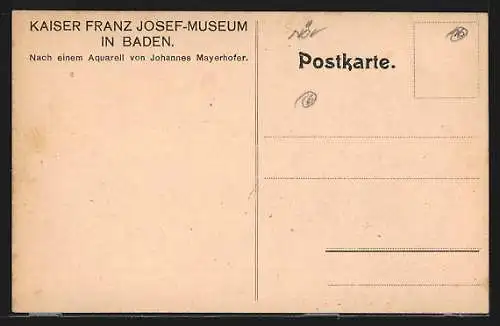 KAISER FRANZ JOSEF-MUSEUM
IN BADEN.
Nach einem Aquarell von Johannes Mayerhofer.
Postkarte.